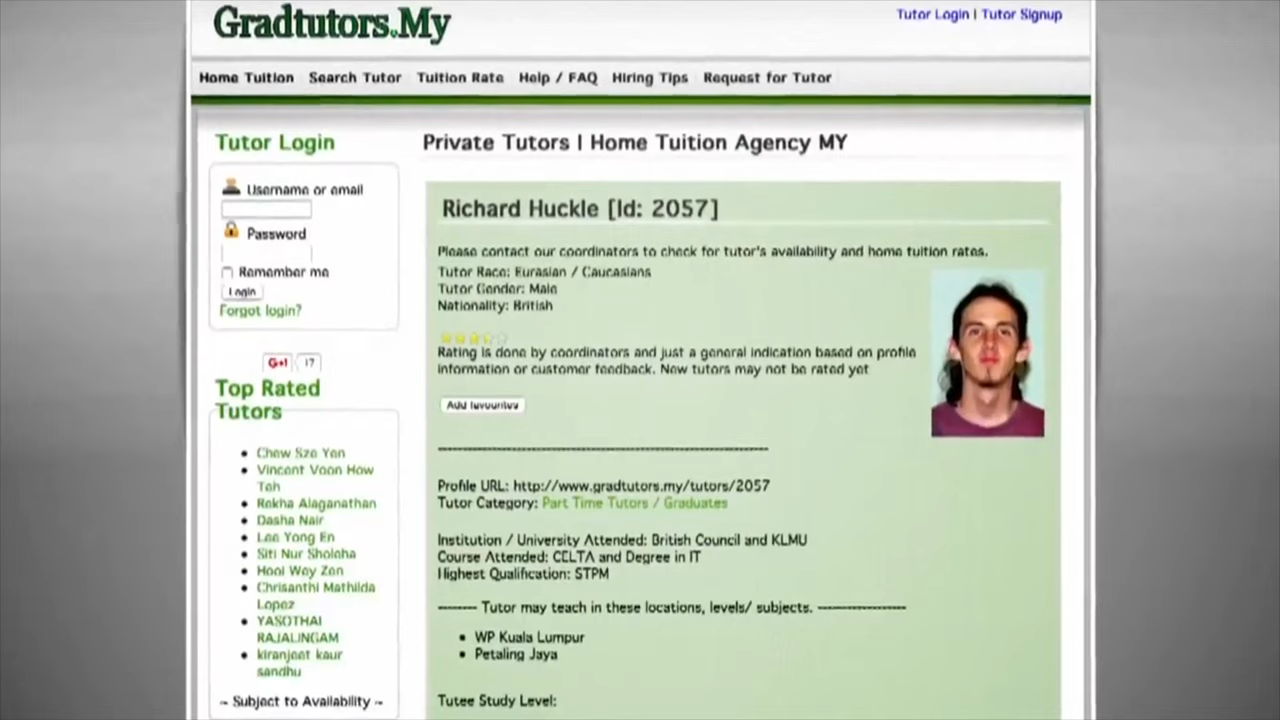 Gradtutors.My
Tutor Login | Tutor Signup
Home Tuition Search Tutor Tuition Rate Help / FAQ Hiring Tips Request for Tutor
Tutor Login
Username or email
Password
Remember me
Login
Forgot login?
G+1 17
Top Rated
Tutors
Chew Sze Yen
Vincent Voon How
Teh
Rekha Alaganathan
Dasha Nair
Lee Yong En
Siti Nur Sholeha
Hooi Wey Zen
Chrisanthi Mathilda
Lopez
YASOTHAI
RAJALINGAM
kiranjeet kaur
sandhu
~ Subject to Availability ~
Private Tutors | Home Tuition Agency MY
Richard Huckle [Id: 2057]
Please contact our coordinators to check for tutor's availability and home tuition rates.
Tutor Race: Eurasian / Caucasians
Tutor Gender: Male
Nationality: British
Rating is done by coordinators and just a general indication based on profile
information or customer feedback. New tutors may not be rated yet
Add favourites
Profile URL: http://www.gradtutors.my/tutors/2057
Tutor Category: Part Time Tutors / Graduates
Institution / University Attended: British Council and KLMU
Course Attended: CELTA and Degree in IT
Highest Qualification: STPM
------- Tutor may teach in these locations, levels/ subjects. ----------------
WP Kuala Lumpur
Petaling Jaya
Tutee Study Level: